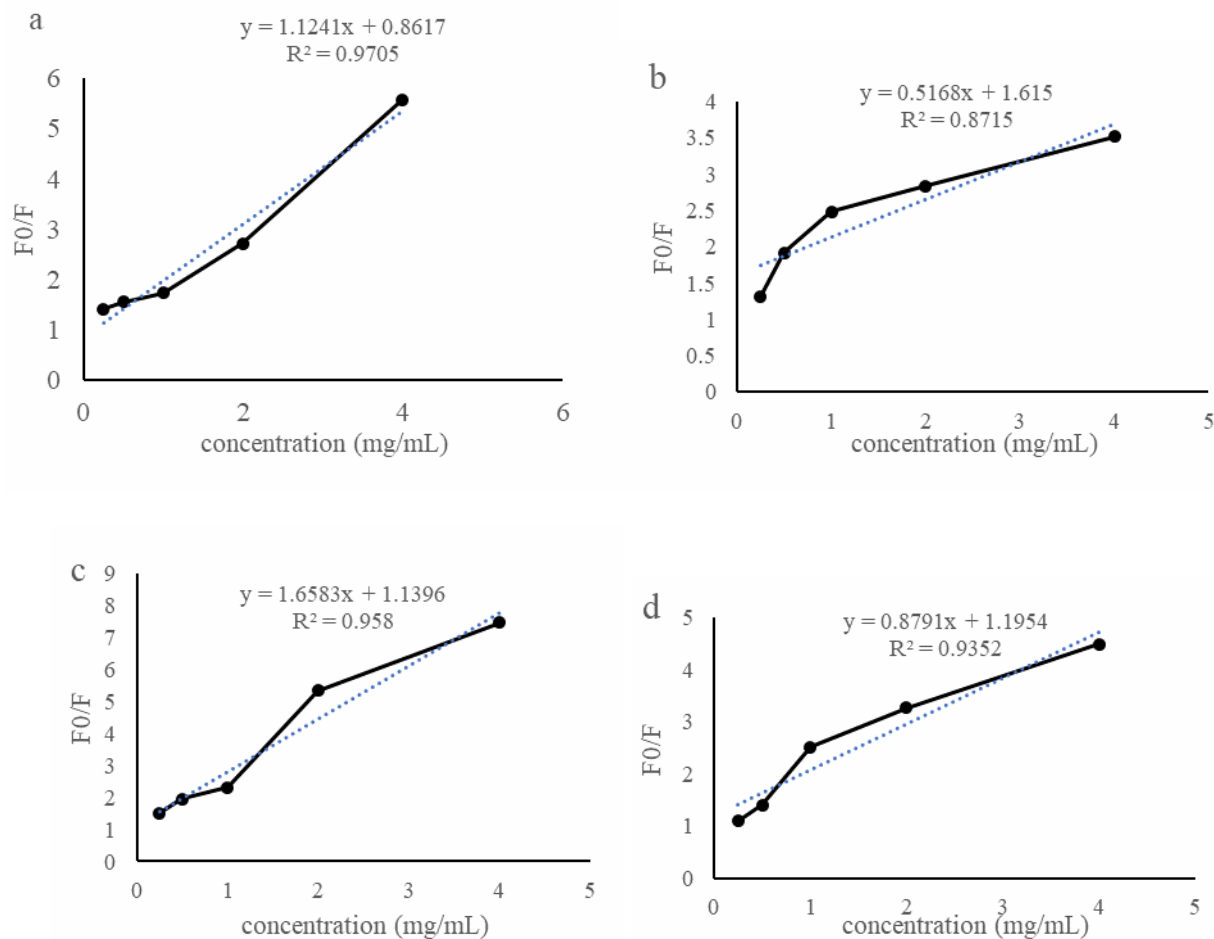 a
y = 1.1241x + 0.8617
R² = 0.9705
6
5
4
3
2
1
0
F0/F
0 2 4 6
concentration (mg/mL)
b
y = 0.5168x + 1.615
R² = 0.8715
4
3.5
3
2.5
2
1.5
1
0.5
0
F0/F
0 1 2 3 4 5
concentration (mg/mL)
c
y = 1.6583x + 1.1396
R² = 0.958
9
8
7
6
5
4
3
2
1
0
F0/F
0 1 2 3 4 5
concentration (mg/mL)
d
y = 0.8791x + 1.1954
R² = 0.9352
5
4
3
2
1
0
F0/F
0 1 2 3 4 5
concentration (mg/mL)